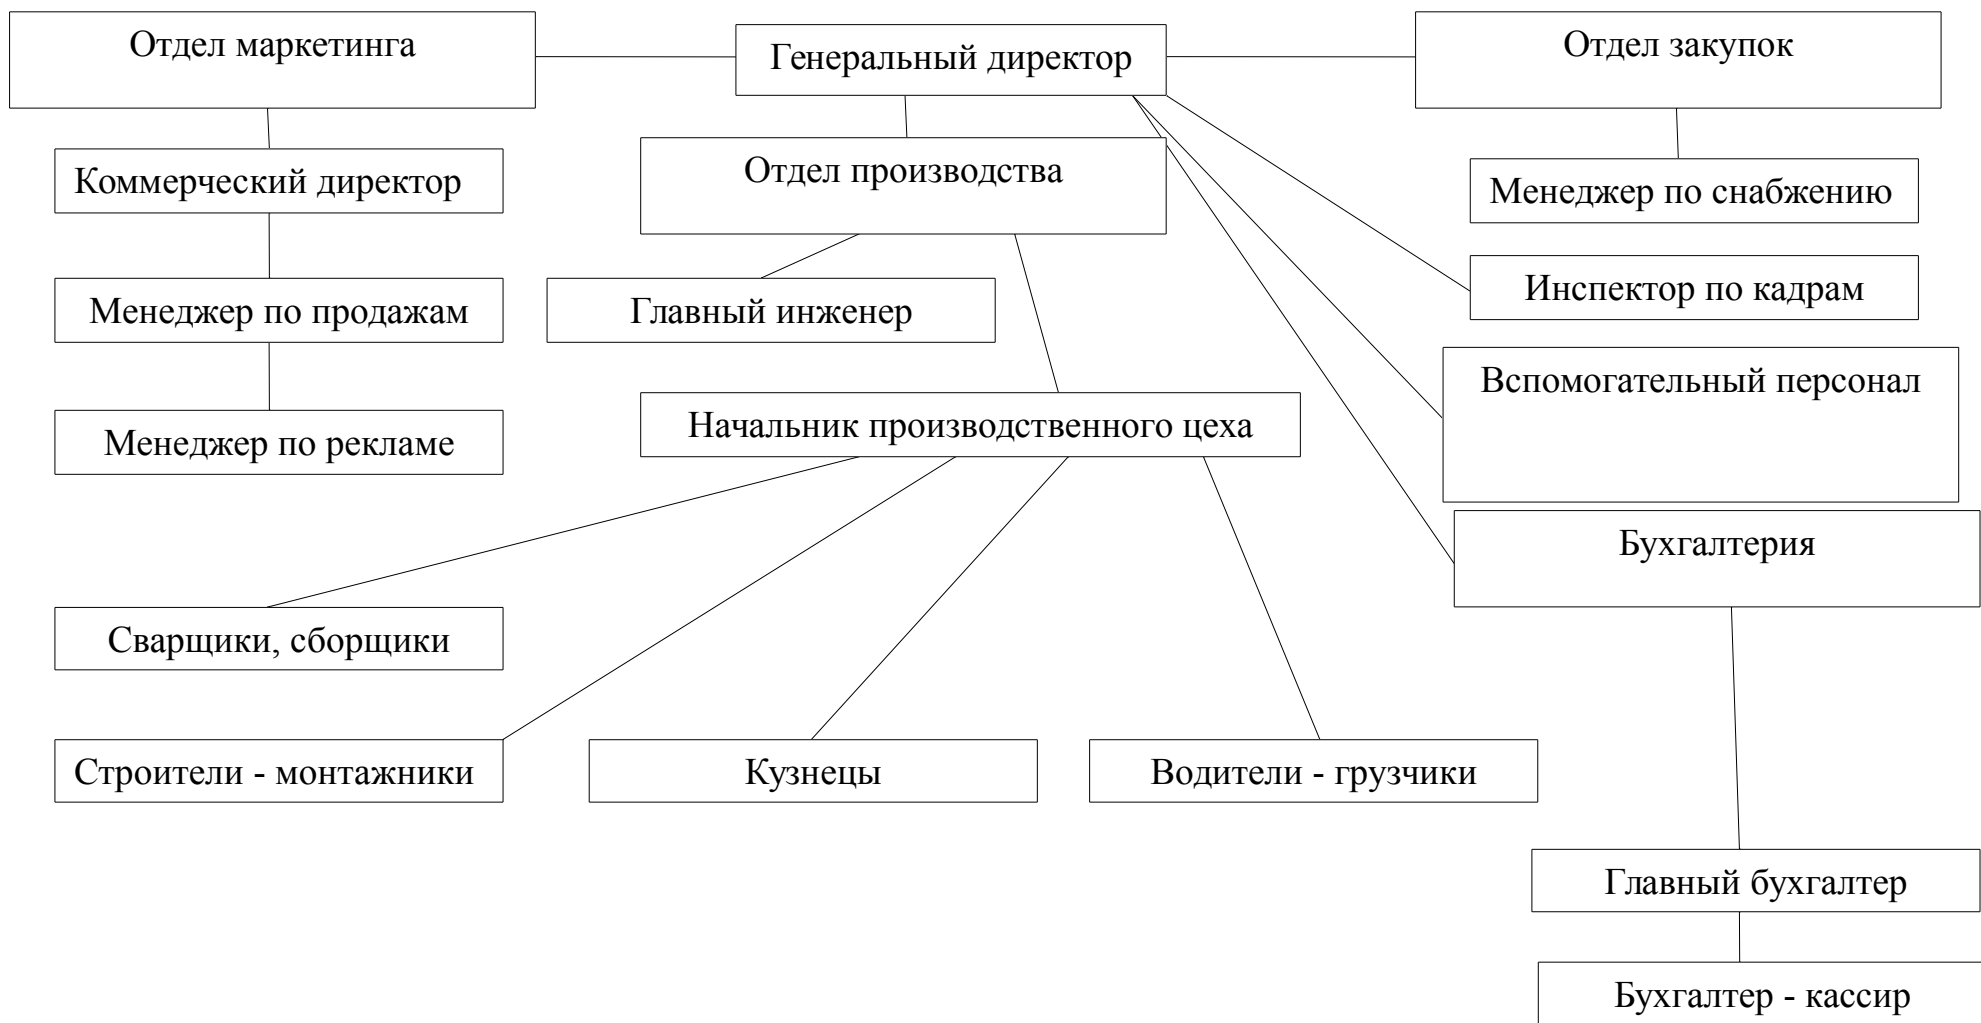 Отдел маркетинга
Генеральный директор
Отдел закупок
Отдел производства
Коммерческий директор
Менеджер по снабжению
Инспектор по кадрам
Менеджер по продажам
Главный инженер
Вспомогательный персонал
Начальник производственного цеха
Менеджер по рекламе
Бухгалтерия
Сварщики, сборщики
Строители - монтажники
Кузнецы
Водители - грузчики
Главный бухгалтер
Бухгалтер - кассир